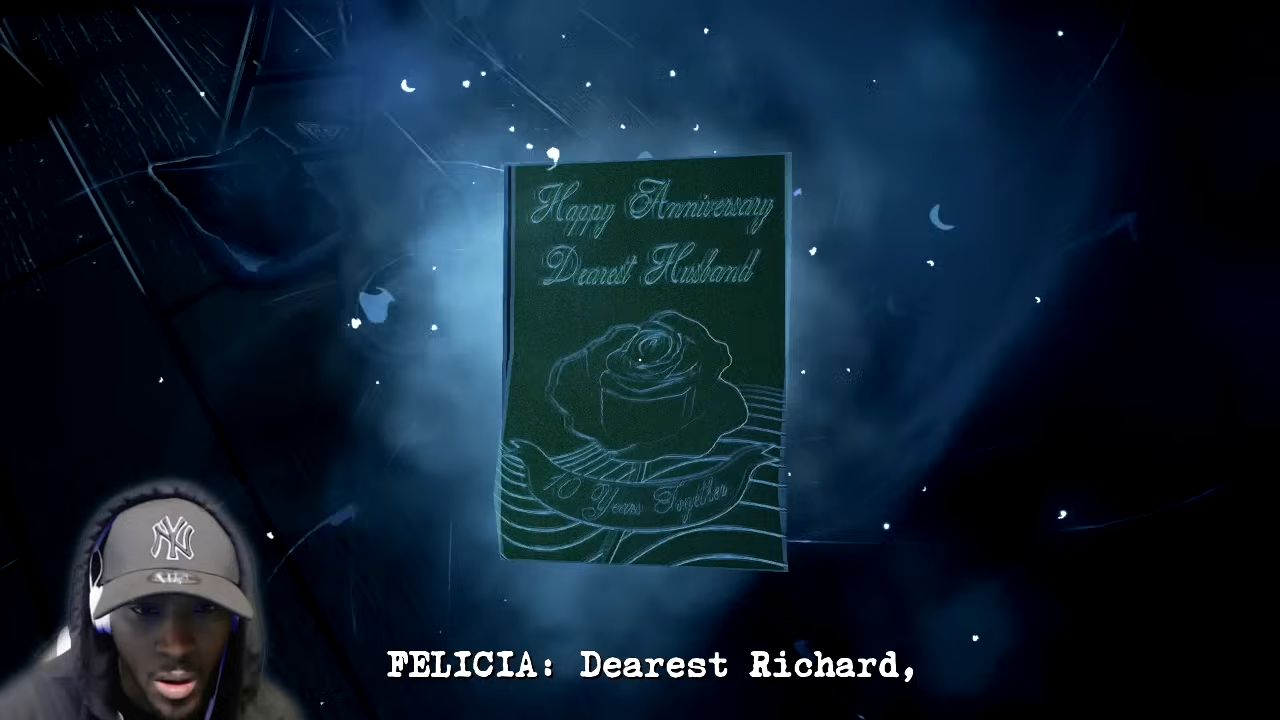 Happy Anniversary
Dearest Husband
10 Years Together
NY
FELICIA: Dearest Richard,